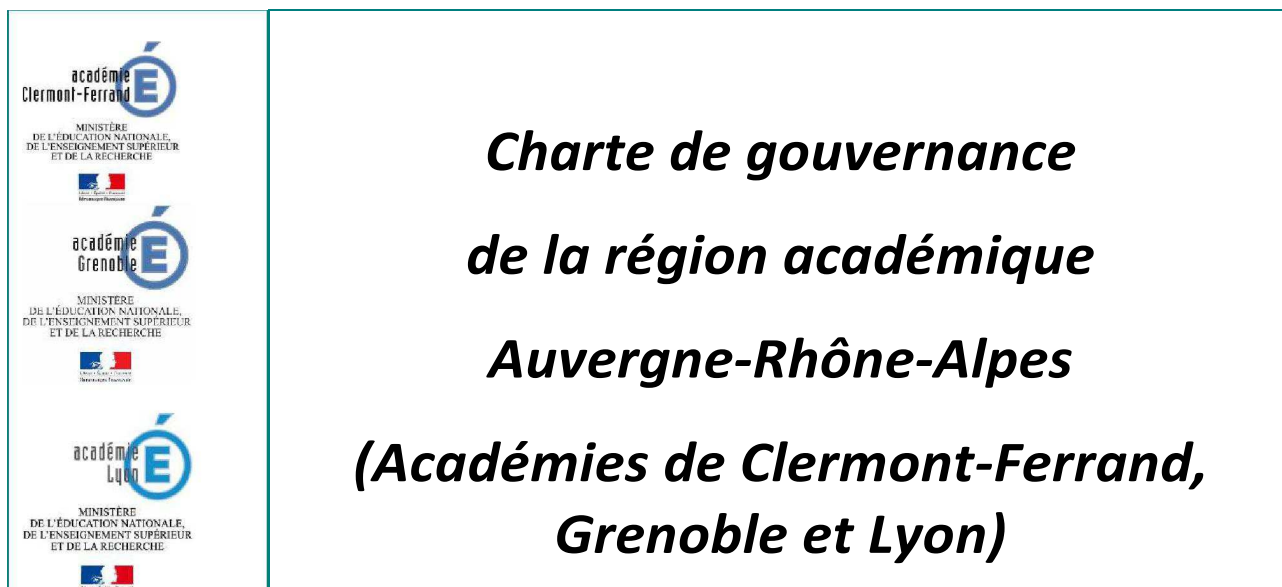 académie
Clermont-Ferrand
MINISTÈRE
DE L'ÉDUCATION NATIONALE,
DE L'ENSEIGNEMENT SUPÉRIEUR
ET DE LA RECHERCHE
académie
Grenoble
MINISTÈRE
DE L'ÉDUCATION NATIONALE,
DE L'ENSEIGNEMENT SUPÉRIEUR
ET DE LA RECHERCHE
académie
Lyon
MINISTÈRE
DE L'ÉDUCATION NATIONALE,
DE L'ENSEIGNEMENT SUPÉRIEUR
ET DE LA RECHERCHE
Charte de gouvernance
de la région académique
Auvergne-Rhône-Alpes
(Académies de Clermont-Ferrand,
Grenoble et Lyon)